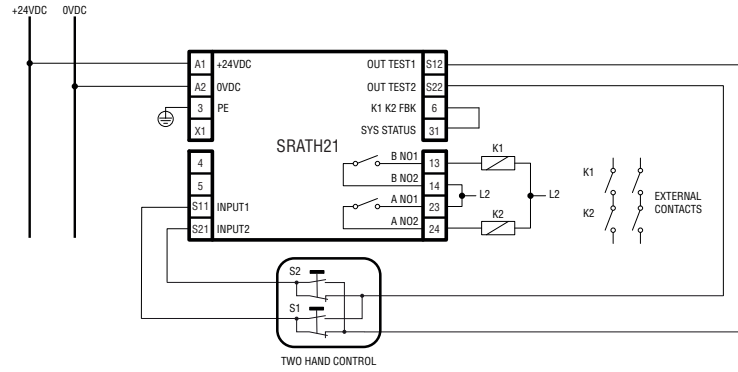 +24VDC 0VDC
A1 +24VDC OUT TEST1 S12
A2 0VDC OUT TEST2 S22
3 PE K1 K2 FBK 6
X1 SYS STATUS 31
SRATH21
4 B NO1 13 K1
5 B NO2 14 L2 L2
S11 INPUT1 A NO1 23
S21 INPUT2 A NO2 24 K2
K1
K2
EXTERNAL
CONTACTS
S2
S1
TWO HAND CONTROL